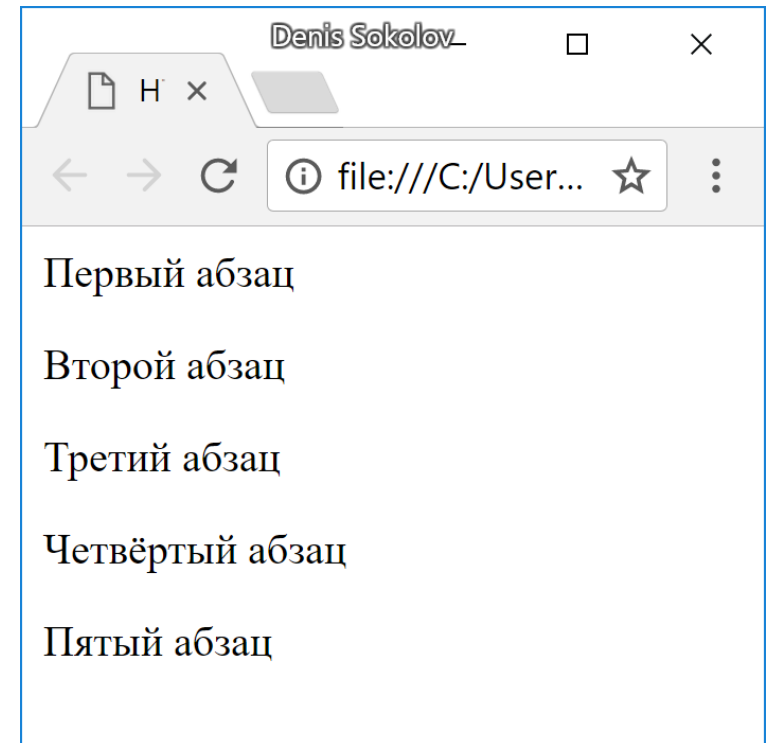 Denis Sokolov
H
file:///C:/User...
Первый абзац
Второй абзац
Третий абзац
Четвёртый абзац
Пятый абзац